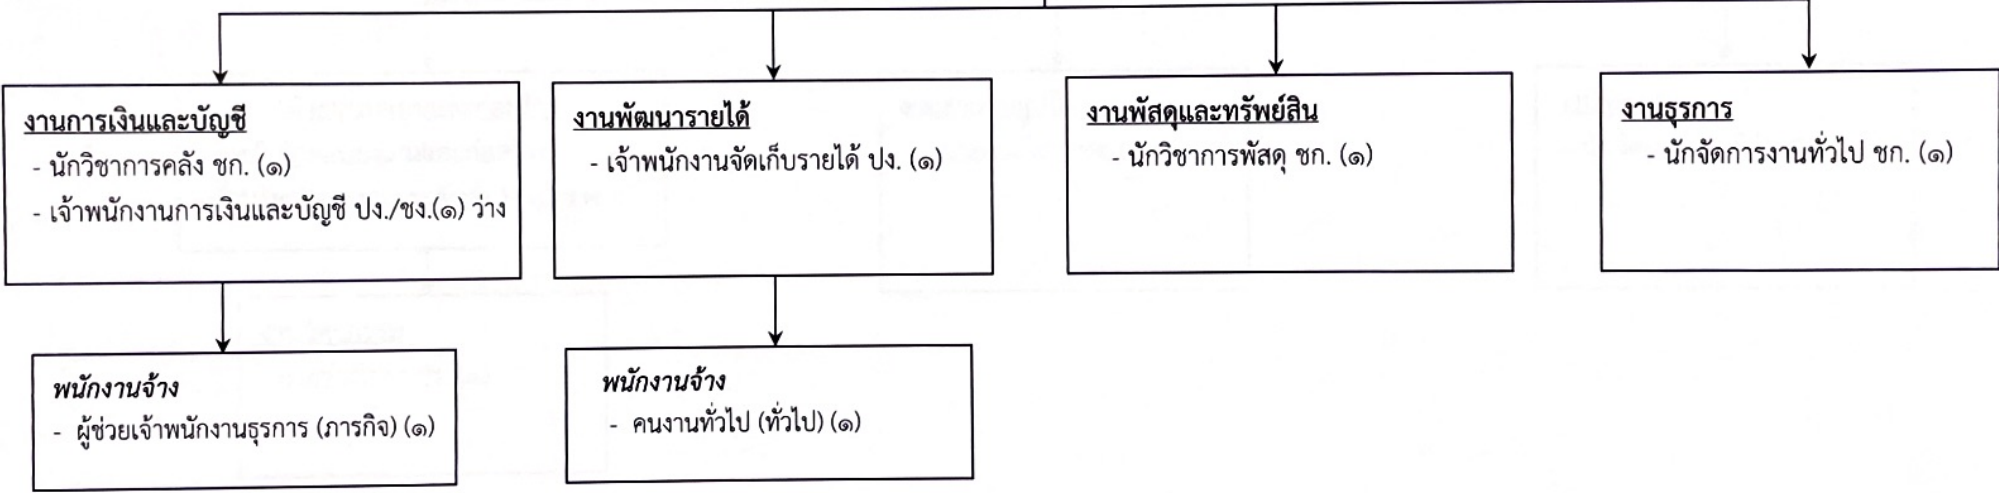 งานการเงินและบัญชี
- นักวิชาการคลัง ชก. (๑)
- เจ้าพนักงานการเงินและบัญชี ปง./ชง.(๑) ว่าง
งานพัฒนารายได้
- เจ้าพนักงานจัดเก็บรายได้ ปง. (๑)
งานพัสดุและทรัพย์สิน
- นักวิชาการพัสดุ ชก. (๑)
งานธุรการ
- นักจัดการงานทั่วไป ชก. (๑)
พนักงานจ้าง
- ผู้ช่วยเจ้าพนักงานธุรการ (ภารกิจ) (๑)
พนักงานจ้าง
- คนงานทั่วไป (ทั่วไป) (๑)